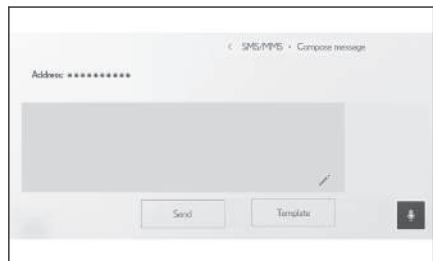 < SMS/MMS • Compose message
Address: **********
Send
Template